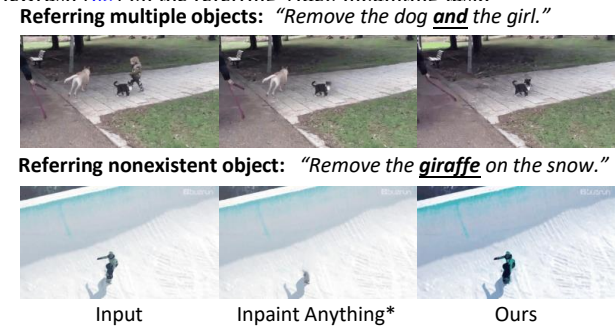 Referring multiple objects: “Remove the dog and the girl.”
Referring nonexistent object: “Remove the giraffe on the snow.”
Input Inpaint Anything* Ours